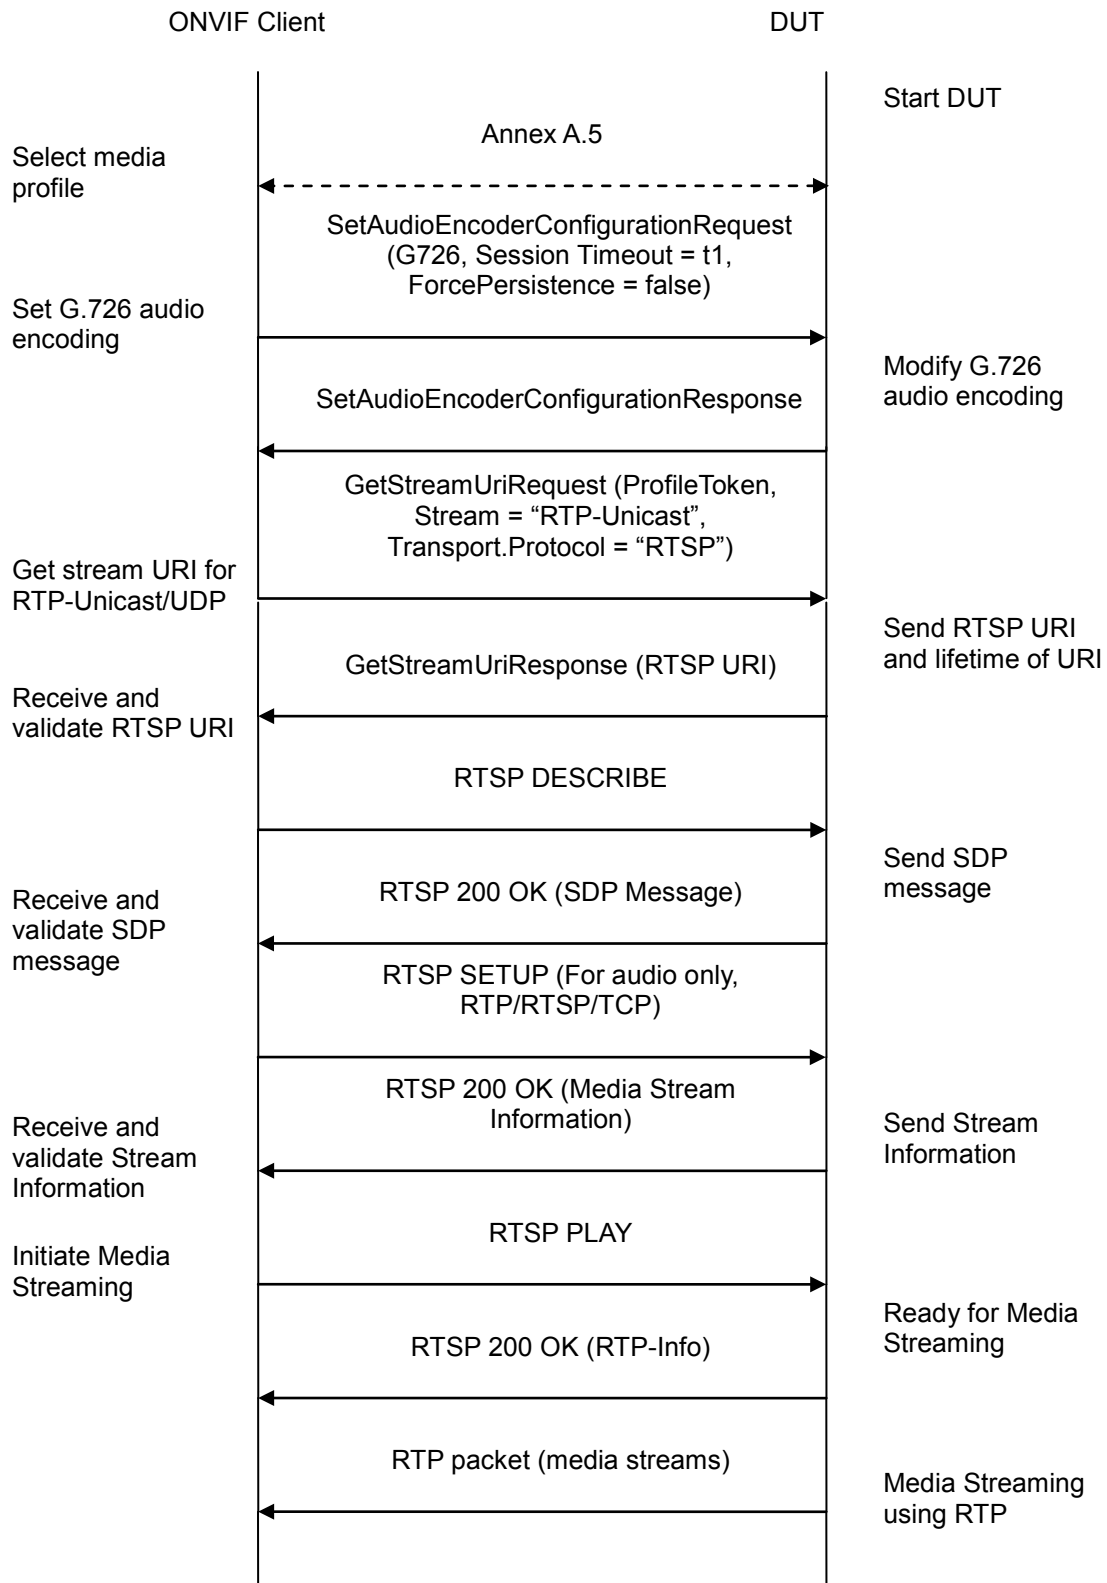 ONVIF Client
DUT
Start DUT
Annex A.5
Select media
profile
SetAudioEncoderConfigurationRequest
(G726, Session Timeout = t1,
ForcePersistence = false)
Set G.726 audio
encoding
Modify G.726
audio encoding
SetAudioEncoderConfigurationResponse
GetStreamUriRequest (ProfileToken,
Stream = “RTP-Unicast”,
Transport.Protocol = “RTSP”)
Get stream URI for
RTP-Unicast/UDP
Send RTSP URI
and lifetime of URI
GetStreamUriResponse (RTSP URI)
Receive and
validate RTSP URI
RTSP DESCRIBE
Send SDP
message
RTSP 200 OK (SDP Message)
Receive and
validate SDP
message
RTSP SETUP (For audio only,
RTP/RTSP/TCP)
RTSP 200 OK (Media Stream
Information)
Send Stream
Information
Receive and
validate Stream
Information
RTSP PLAY
Initiate Media
Streaming
Ready for Media
Streaming
RTSP 200 OK (RTP-Info)
RTP packet (media streams)
Media Streaming
using RTP